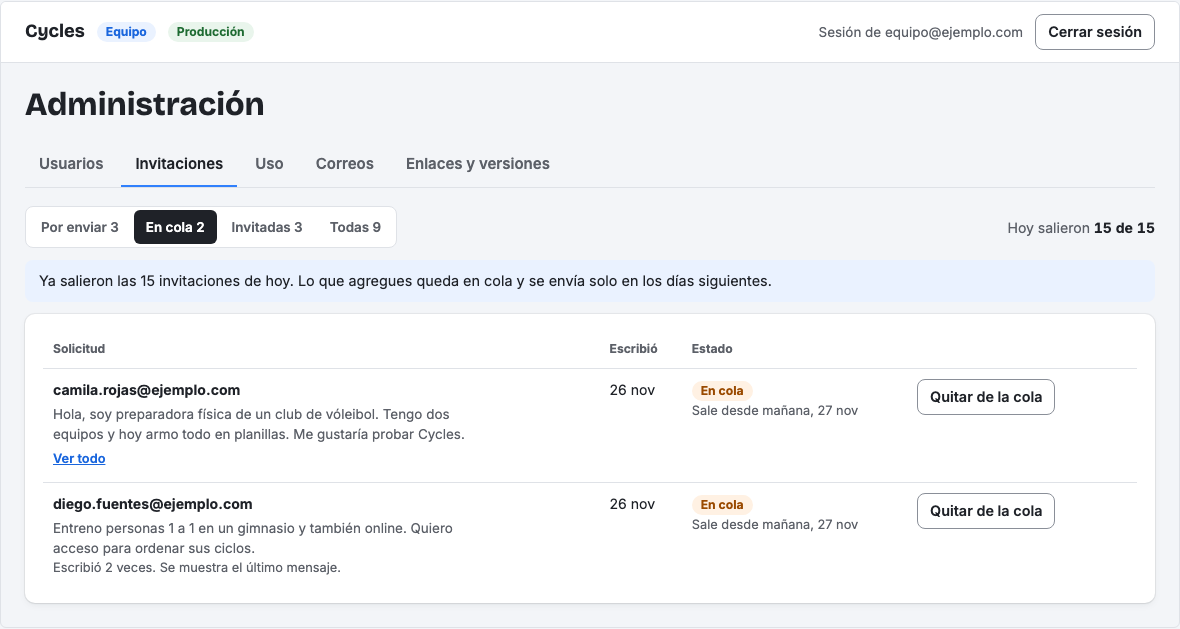 Cycles Equipo Producción Sesión de equipo@ejemplo.com Cerrar sesión
Administración
Usuarios Invitaciones Uso Correos Enlaces y versiones
Por enviar 3 En cola 2 Invitadas 3 Todas 9 Hoy salieron 15 de 15
Ya salieron las 15 invitaciones de hoy. Lo que agregues queda en cola y se envía solo en los días siguientes.
Solicitud Escribió Estado
camila.rojas@ejemplo.com 26 nov En cola Quitar de la cola
Sale desde mañana, 27 nov
Hola, soy preparadora física de un club de vóleibol. Tengo dos
equipos y hoy armo todo en planillas. Me gustaría probar Cycles.
Ver todo
diego.fuentes@ejemplo.com 26 nov En cola Quitar de la cola
Sale desde mañana, 27 nov
Entreno personas 1 a 1 en un gimnasio y también online. Quiero
acceso para ordenar sus ciclos.
Escribió 2 veces. Se muestra el último mensaje.